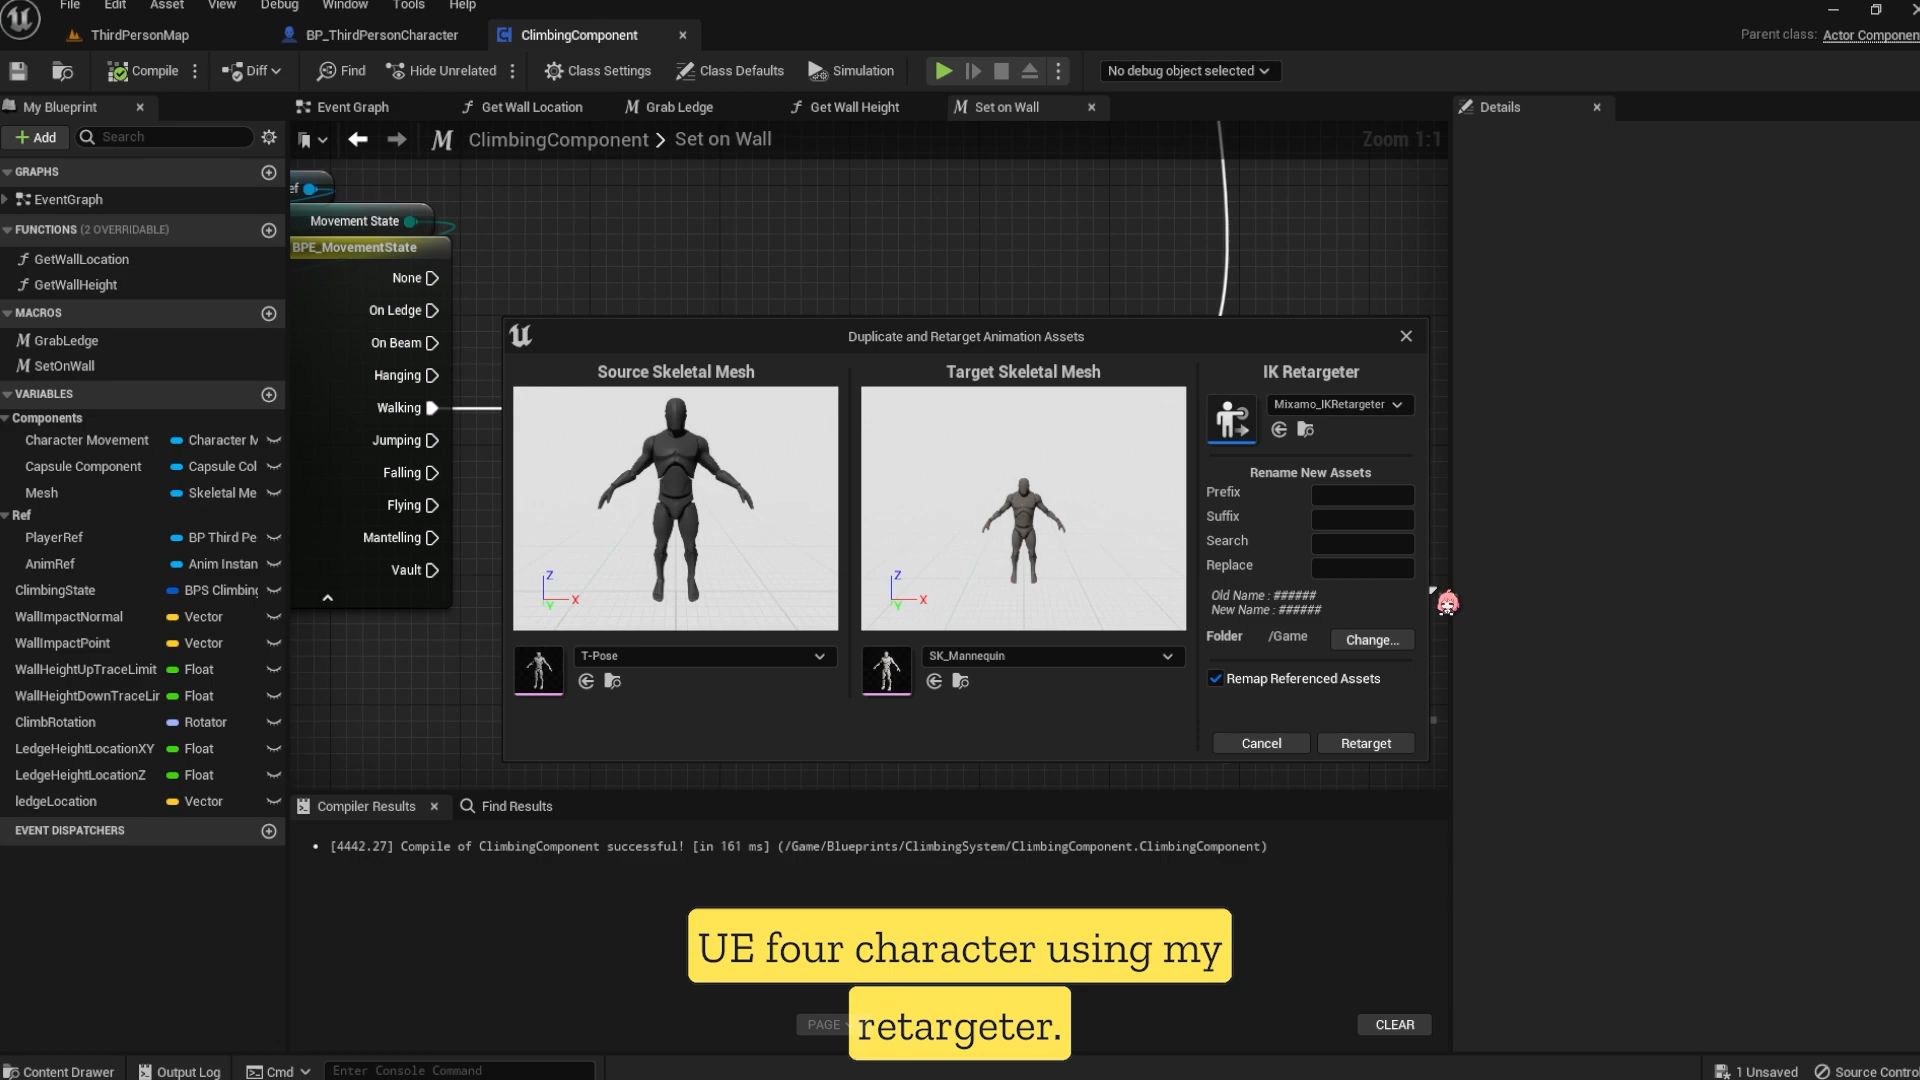 File Edit Asset View Debug Window Tools Help
ThirdPersonMap BP_ThirdPersonCharacter ClimbingComponent Parent class: Actor Componen
Compile Diff Find Hide Unrelated Class Settings Class Defaults Simulation No debug object selected
My Blueprint Event Graph Get Wall Location Grab Ledge Get Wall Height Set on Wall Details
Add Search ClimbingComponent > Set on Wall Zoom 1:1
GRAPHS
EventGraph
FUNCTIONS (2 OVERRIDABLE)
GetWallLocation
GetWallHeight
MACROS
GrabLedge
SetOnWall
VARIABLES
Components
Character Movement Character M
Capsule Component Capsule Col
Mesh Skeletal Me
Ref
PlayerRef BP Third Pe
AnimRef Anim Instan
ClimbingState BPS Climbing
WallImpactNormal Vector
WallImpactPoint Vector
WallHeightUpTraceLimit Float
WallHeightDownTraceLir Float
ClimbRotation Rotator
LedgeHeightLocationXY Float
LedgeHeightLocationZ Float
ledgeLocation Vector
EVENT DISPATCHERS
ef
Movement State
BPE_MovementState
None
On Ledge
On Beam
Hanging
Walking
Jumping
Falling
Flying
Mantelling
Vault
Duplicate and Retarget Animation Assets
Source Skeletal Mesh Target Skeletal Mesh IK Retargeter
Z
X
Y
T-Pose
Z
X
Y
SK_Mannequin
Mixamo_IKRetargeter
Rename New Assets
Prefix
Suffix
Search
Replace
Old Name : ######
New Name : ######
Folder /Game Change...
Remap Referenced Assets
Cancel Retarget
Compiler Results Find Results
[4442.27] Compile of ClimbingComponent successful! [in 161 ms] (/Game/Blueprints/ClimbingSystem/ClimbingComponent.ClimbingComponent)
UE four character using my
retargeter.
PAGE CLEAR
Content Drawer Output Log Cmd Enter Console Command 1 Unsaved Source Contro